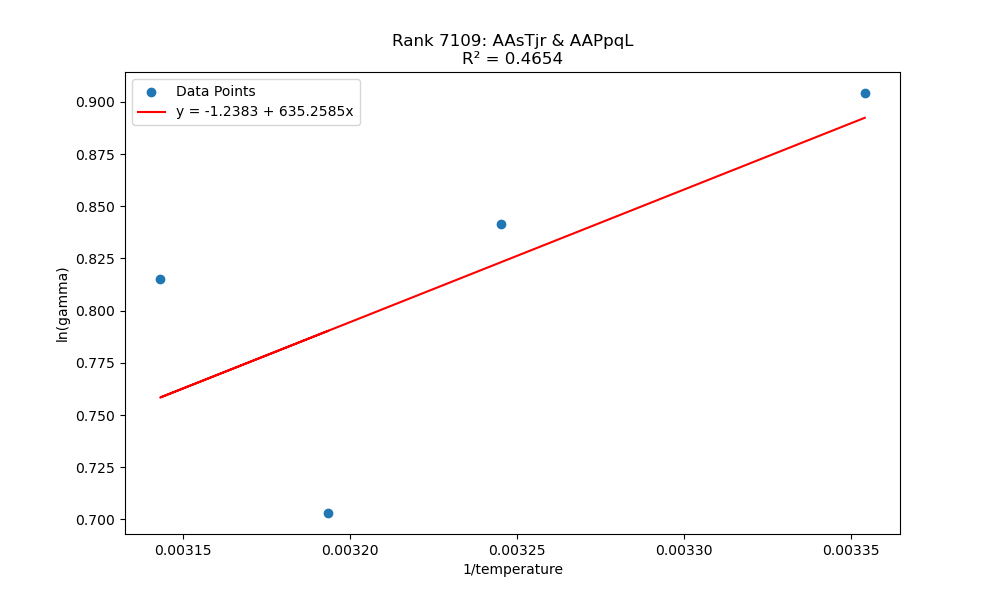 Rank 7109: AAsTjr & AAPpqL
R² = 0.4654
Data Points
y = -1.2383 + 635.2585x
0.900
0.875
0.850
0.825
0.800
0.775
0.750
0.725
0.700
ln(gamma)
0.00315
0.00320
0.00325
0.00330
0.00335
1/temperature